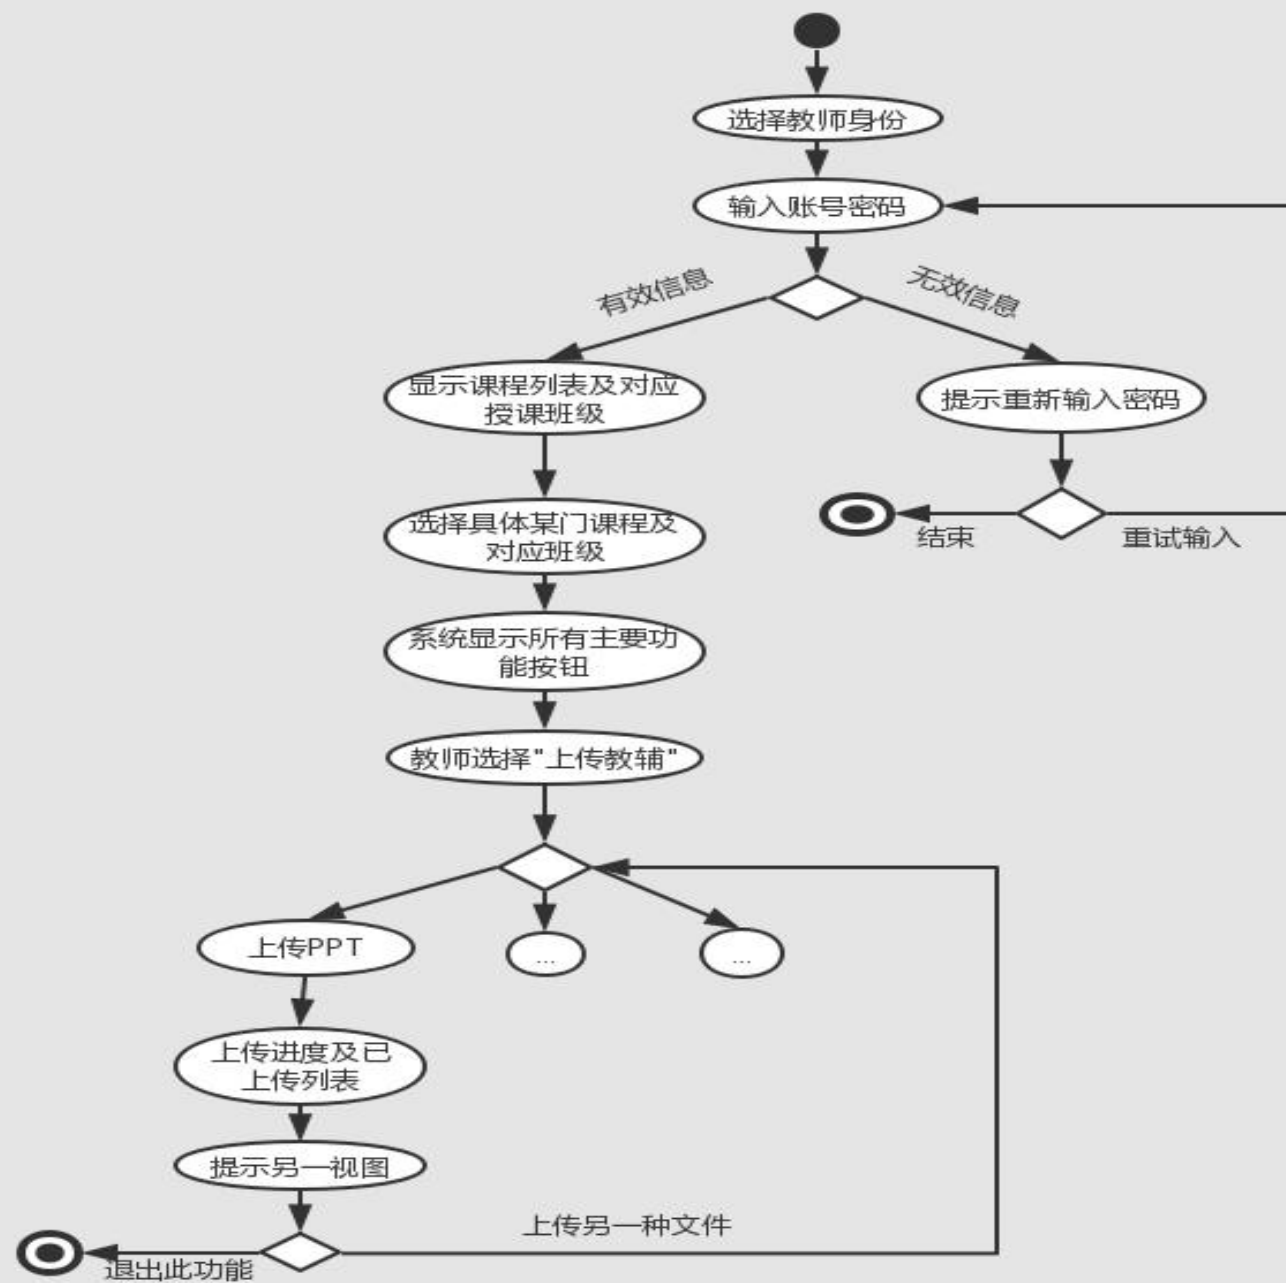 选择教师身份
输入账号密码
有效信息
无效信息
显示课程列表及对应
授课班级
提示重新输入密码
选择具体某门课程及
对应班级
结束
重试输入
系统显示所有主要功
能按钮
教师选择"上传教辅"
上传PPT
...
...
上传进度及已
上传列表
提示另一视图
上传另一种文件
退出此功能